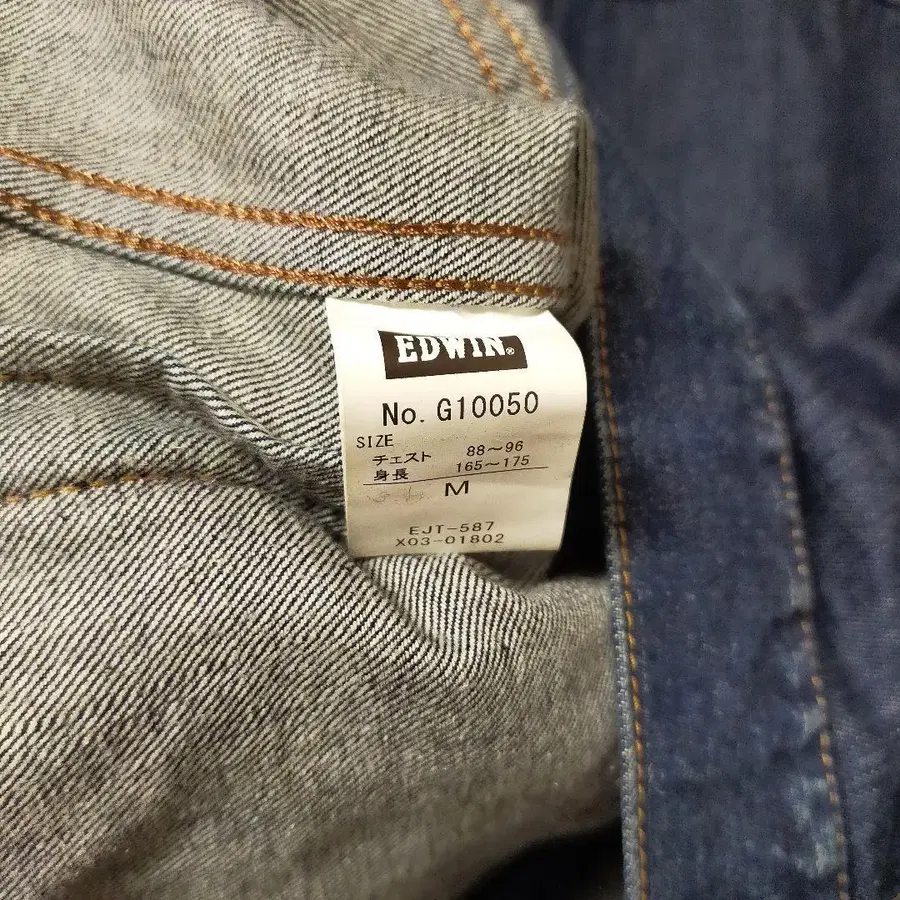 EDWIN®
No. G10050
SIZE
チェスト 88～96
身長 165～175
M
EJT-587
X03-01802